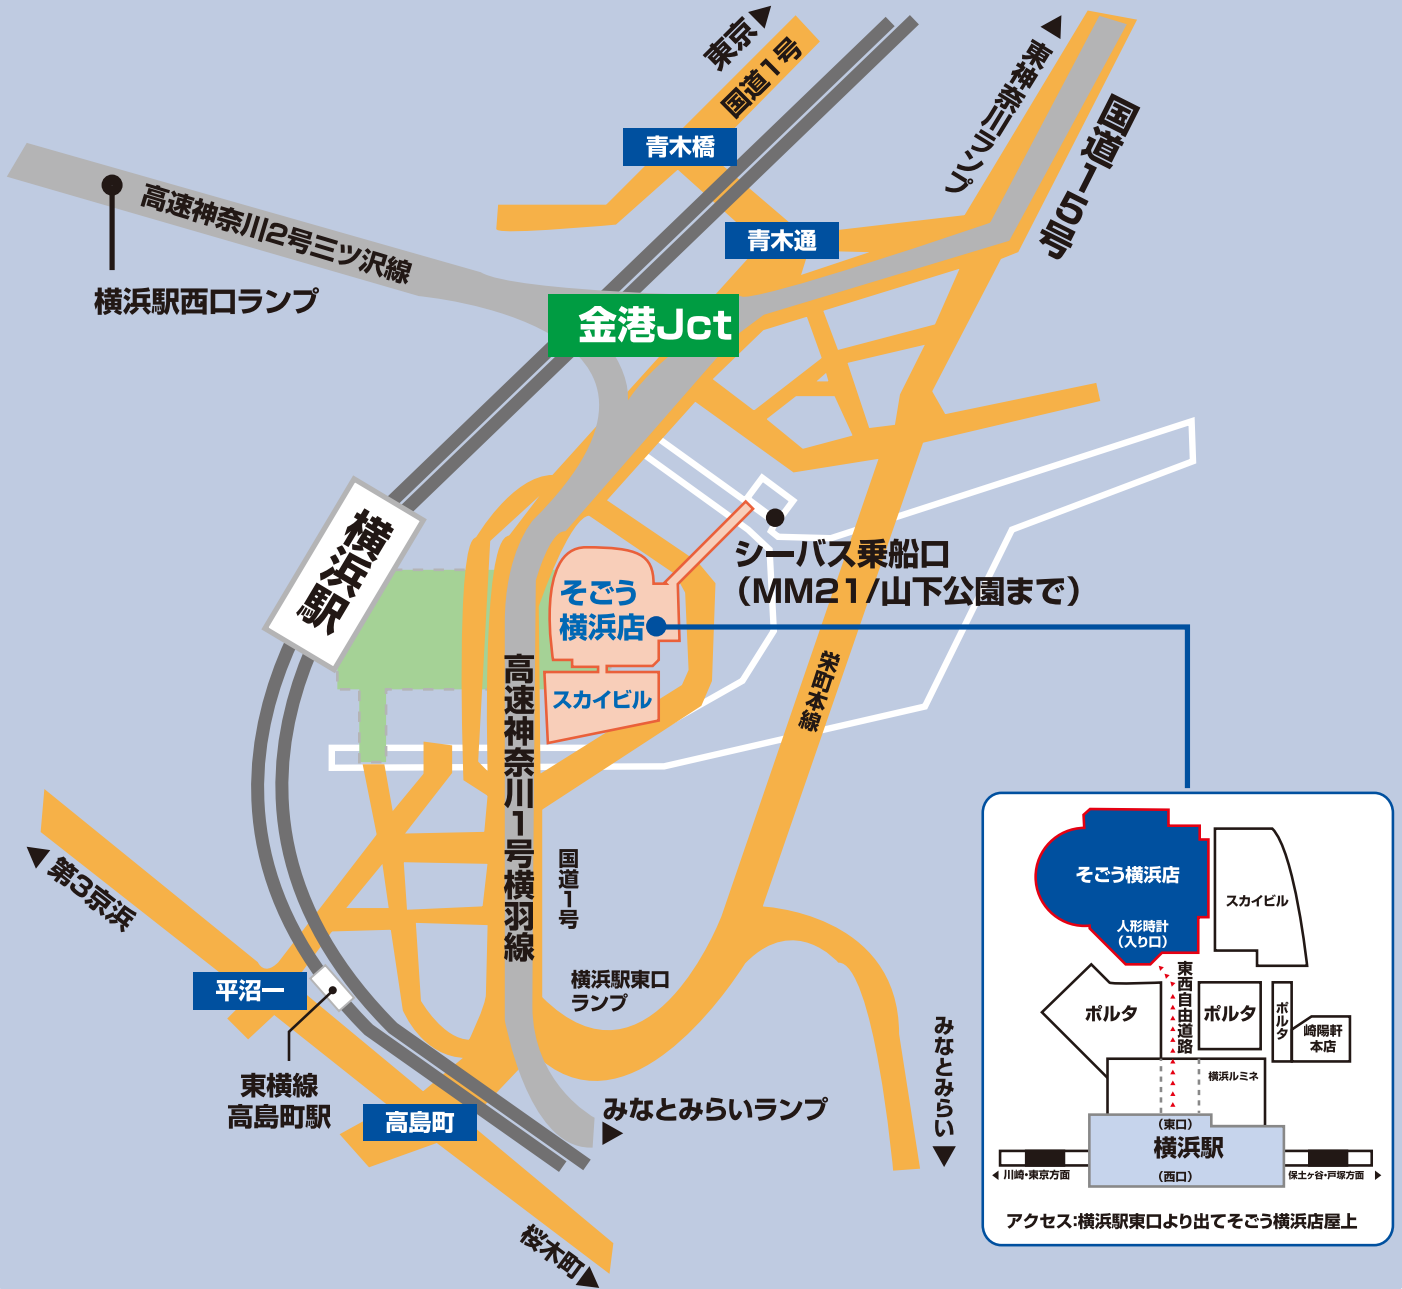 東京
国道1号
東神奈川ランプ
国道15号
青木橋
青木通
高速神奈川2号三ツ沢線
横浜駅西口ランプ
金港Jct
横浜駅
シーバス乗船口
(MM21/山下公園まで)
そごう
横浜店
スカイビル
栄町本線
高速神奈川1号横羽線
国道1号
第3京浜
平沼一
横浜駅東口
ランプ
みなとみらい
東横線
高島町駅
高島町
みなとみらいランプ
桜木町
そごう横浜店
スカイビル
人形時計
(入り口)
東西自由道路
ポルタ
ポルタ
ポルタ
崎陽軒
本店
横浜ルミネ
(東口)
横浜駅
(西口)
川崎・東京方面
保土ヶ谷・戸塚方面
アクセス:横浜駅東口より出てそごう横浜店屋上